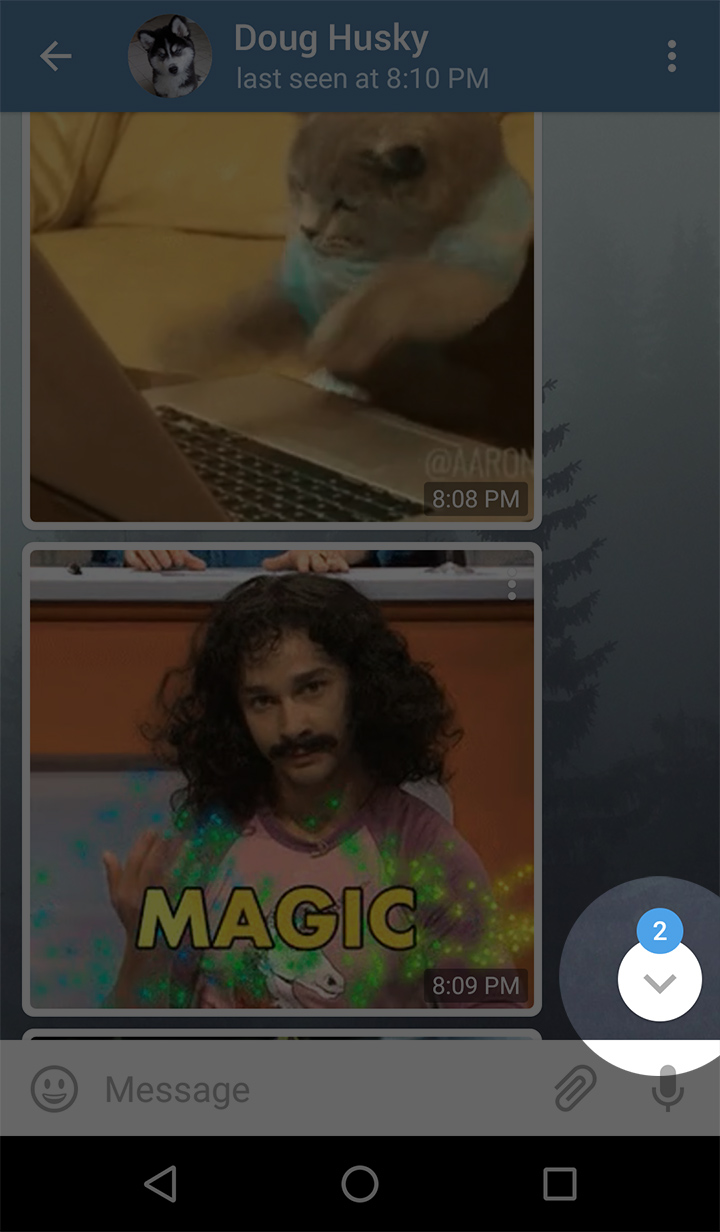 Doug Husky
last seen at 8:10 PM
@AARON
8:08 PM
MAGIC
8:09 PM
2
Message